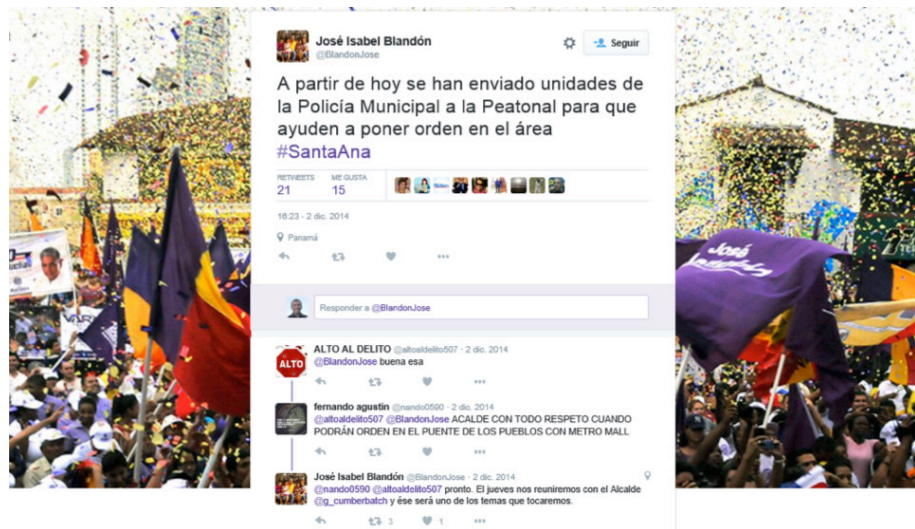 José Isabel Blandón
@BlandonJose
Seguir
A partir de hoy se han enviado unidades de
la Policía Municipal a la Peatonal para que
ayuden a poner orden en el área
#SantaAna
RETWEETS
ME GUSTA
21
15
16:23 - 2 dic. 2014
Panamá
Responder a @BlandonJose
ALTO AL DELITO @altoaldelito507 · 2 dic. 2014
@BlandonJose buena esa
ALTO
fernando agustin @nando0590 · 2 dic. 2014
@altoaldelito507 @BlandonJose ACALDE CON TODO RESPETO CUANDO
PODRÁN ORDEN EN EL PUENTE DE LOS PUEBLOS CON METRO MALL
José Isabel Blandón @BlandonJose · 2 dic. 2014
@nando0590 @altoaldelito507 pronto. El jueves nos reuniremos con el Alcalde
@g_cumberbatch y ése será uno de los temas que tocaremos.
3
1
José